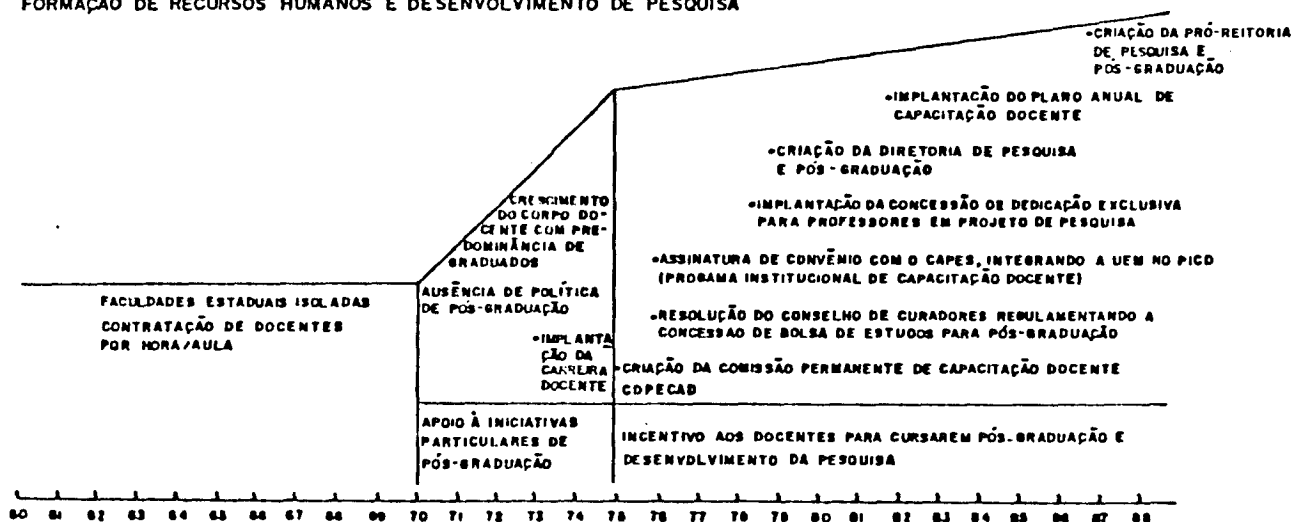 FORMAÇÃO DE RECURSOS HUMANOS E DESENVOLVIMENTO DE PESQUISA
•CRIAÇÃO DA PRÓ-REITORIA
DE PESQUISA E
PÓS-GRADUAÇÃO
•IMPLANTAÇÃO DO PLANO ANUAL DE
CAPACITAÇÃO DOCENTE
•CRIAÇÃO DA DIRETORIA DE PESQUISA
E PÓS-GRADUAÇÃO
CRESCIMENTO
DO CORPO DO-
CENTE COM PRE-
DOMINÂNCIA DE
GRADUADOS
•IMPLANTAÇÃO DA CONCESSÃO DE DEDICAÇÃO EXCLUSIVA
PARA PROFESSORES EM PROJETO DE PESQUISA
•ASSINATURA DE CONVÊNIO COM O CAPES, INTEGRANDO A UEM NO PICD
(PROGAMA INSTITUCIONAL DE CAPACITAÇÃO DOCENTE)
FACULDADES ESTADUAIS ISOLADAS
CONTRATAÇÃO DE DOCENTES
POR HORA/AULA
AUSÊNCIA DE POLÍTICA
DE PÓS-GRADUAÇÃO
•RESOLUÇÃO DO CONSELHO DE CURADORES REGULAMENTANDO A
CONCESSÃO DE BOLSA DE ESTUDOS PARA PÓS-GRADUAÇÃO
•IMPLANTA
ÇÃO DA
CARREIRA
DOCENTE
•CRIAÇÃO DA COMISSÃO PERMANENTE DE CAPACITAÇÃO DOCENTE
COPECAD
APOIO À INICIATIVAS
PARTICULARES DE
PÓS-GRADUAÇÃO
INCENTIVO AOS DOCENTES PARA CURSAREM PÓS-GRADUAÇÃO E
DESENVOLVIMENTO DA PESQUISA
60 61 62 63 64 65 66 67 68 69 70 71 72 73 74 75 76 77 78 79 80 81 82 83 84 85 86 87 88